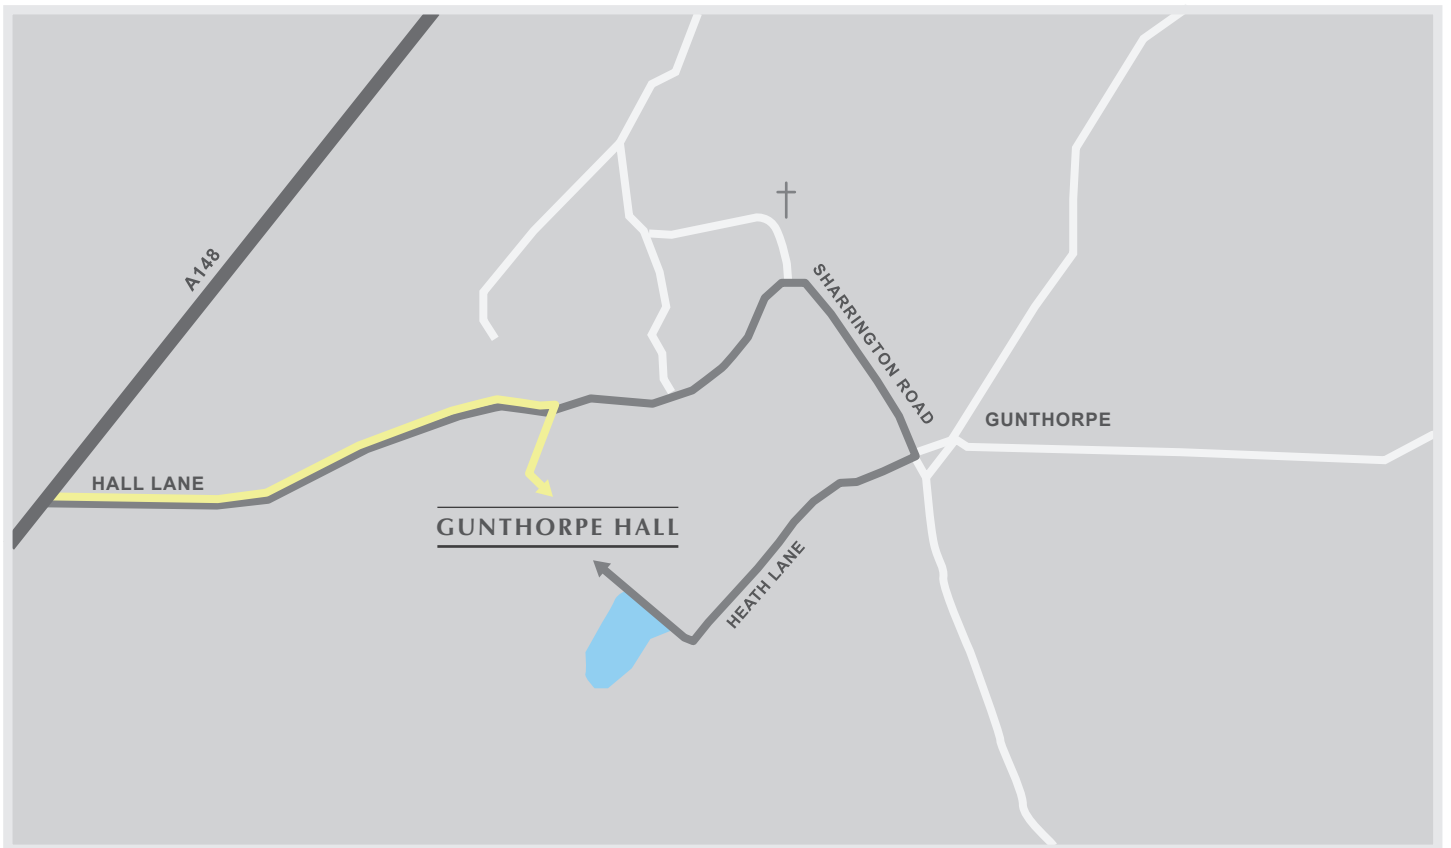 A148
SHARRINGTON ROAD
GUNTHORPE
HALL LANE
GUNTHORPE HALL
HEATH LANE